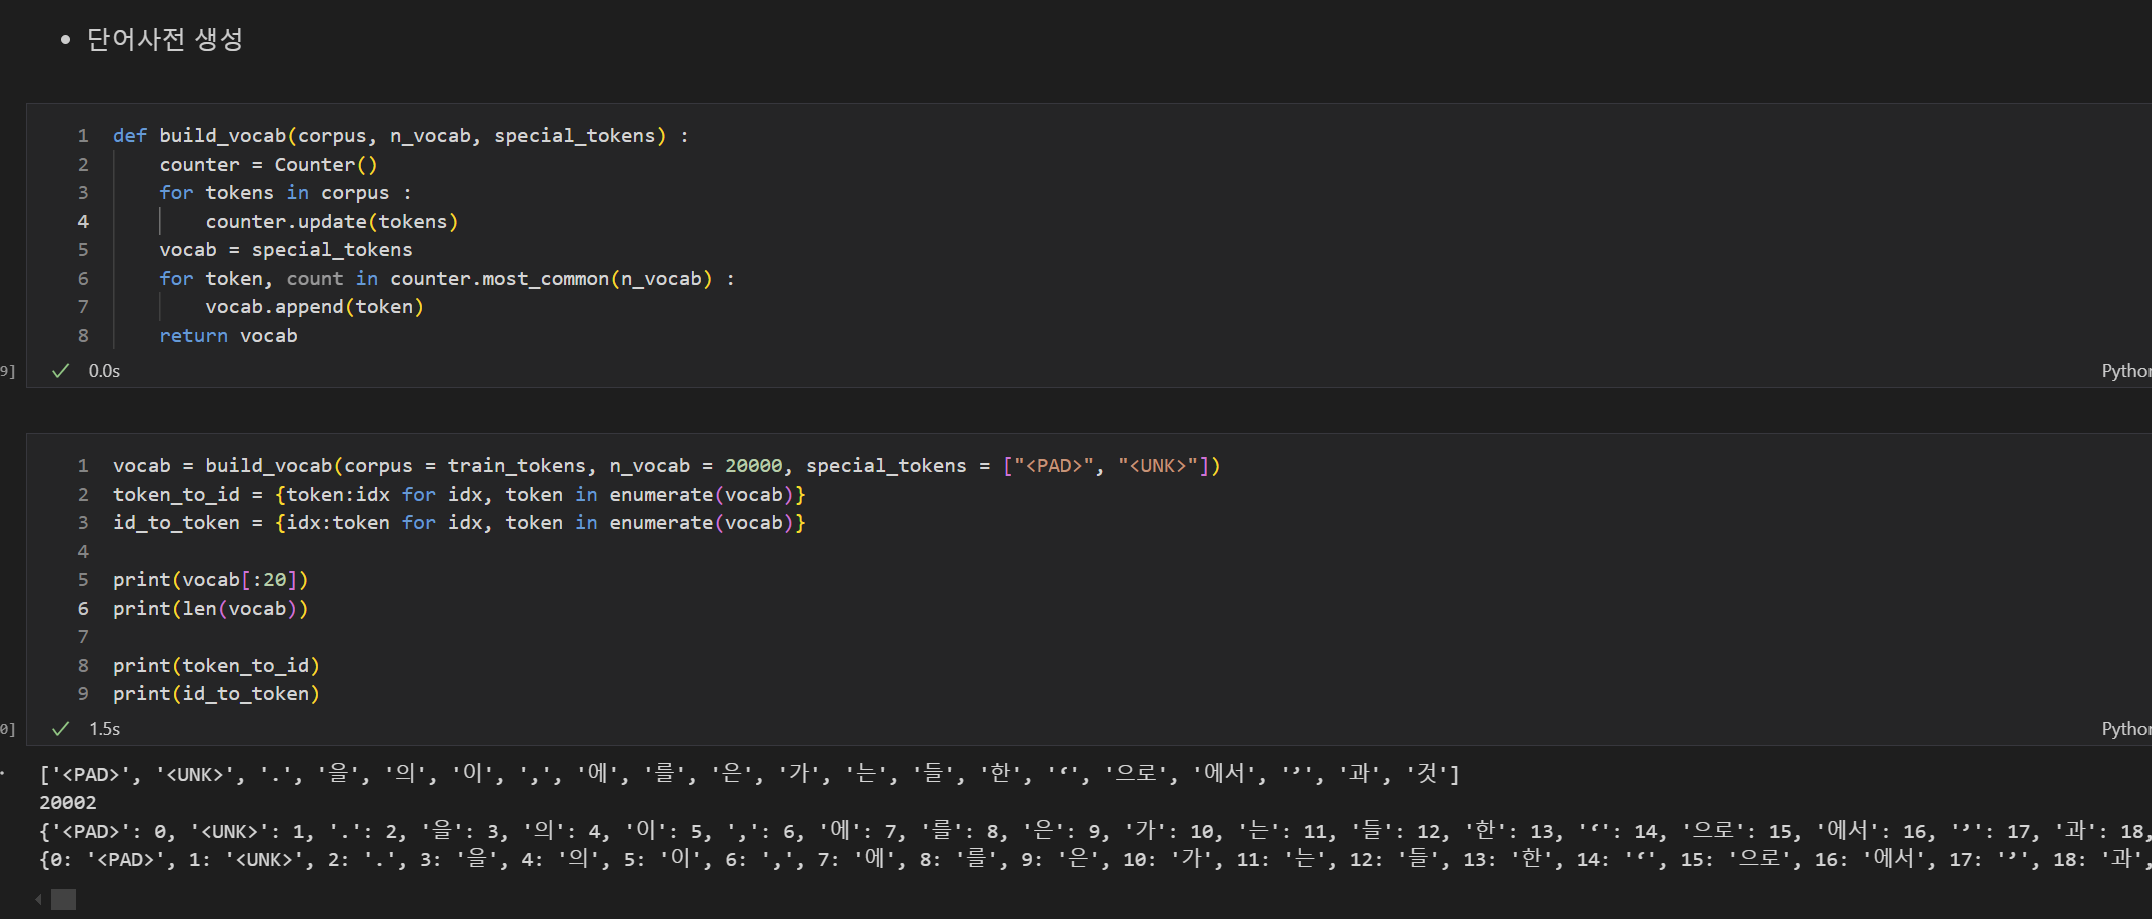 • 단어사전 생성
1 def build_vocab(corpus, n_vocab, special_tokens) :
2     counter = Counter()
3     for tokens in corpus :
4         counter.update(tokens)
5     vocab = special_tokens
6     for token, count in counter.most_common(n_vocab) :
7         vocab.append(token)
8     return vocab
9] ✓ 0.0s
1 vocab = build_vocab(corpus = train_tokens, n_vocab = 20000, special_tokens = ["<PAD>", "<UNK>"])
2 token_to_id = {token:idx for idx, token in enumerate(vocab)}
3 id_to_token = {idx:token for idx, token in enumerate(vocab)}
4
5 print(vocab[:20])
6 print(len(vocab))
7
8 print(token_to_id)
9 print(id_to_token)
0] ✓ 1.5s
['<PAD>', '<UNK>', '.', '을', '의', '이', ',', '에', '를', '은', '가', '는', '들', '한', '‘', '으로', '에서', '’', '과', '것']
20002
{'<PAD>': 0, '<UNK>': 1, '.': 2, '을': 3, '의': 4, '이': 5, ',': 6, '에': 7, '를': 8, '은': 9, '가': 10, '는': 11, '들': 12, '한': 13, '‘': 14, '으로': 15, '에서': 16, '’': 17, '과': 18,
{0: '<PAD>', 1: '<UNK>', 2: '.', 3: '을', 4: '의', 5: '이', 6: ',', 7: '에', 8: '를', 9: '은', 10: '가', 11: '는', 12: '들', 13: '한', 14: '‘', 15: '으로', 16: '에서', 17: '’', 18: '과',